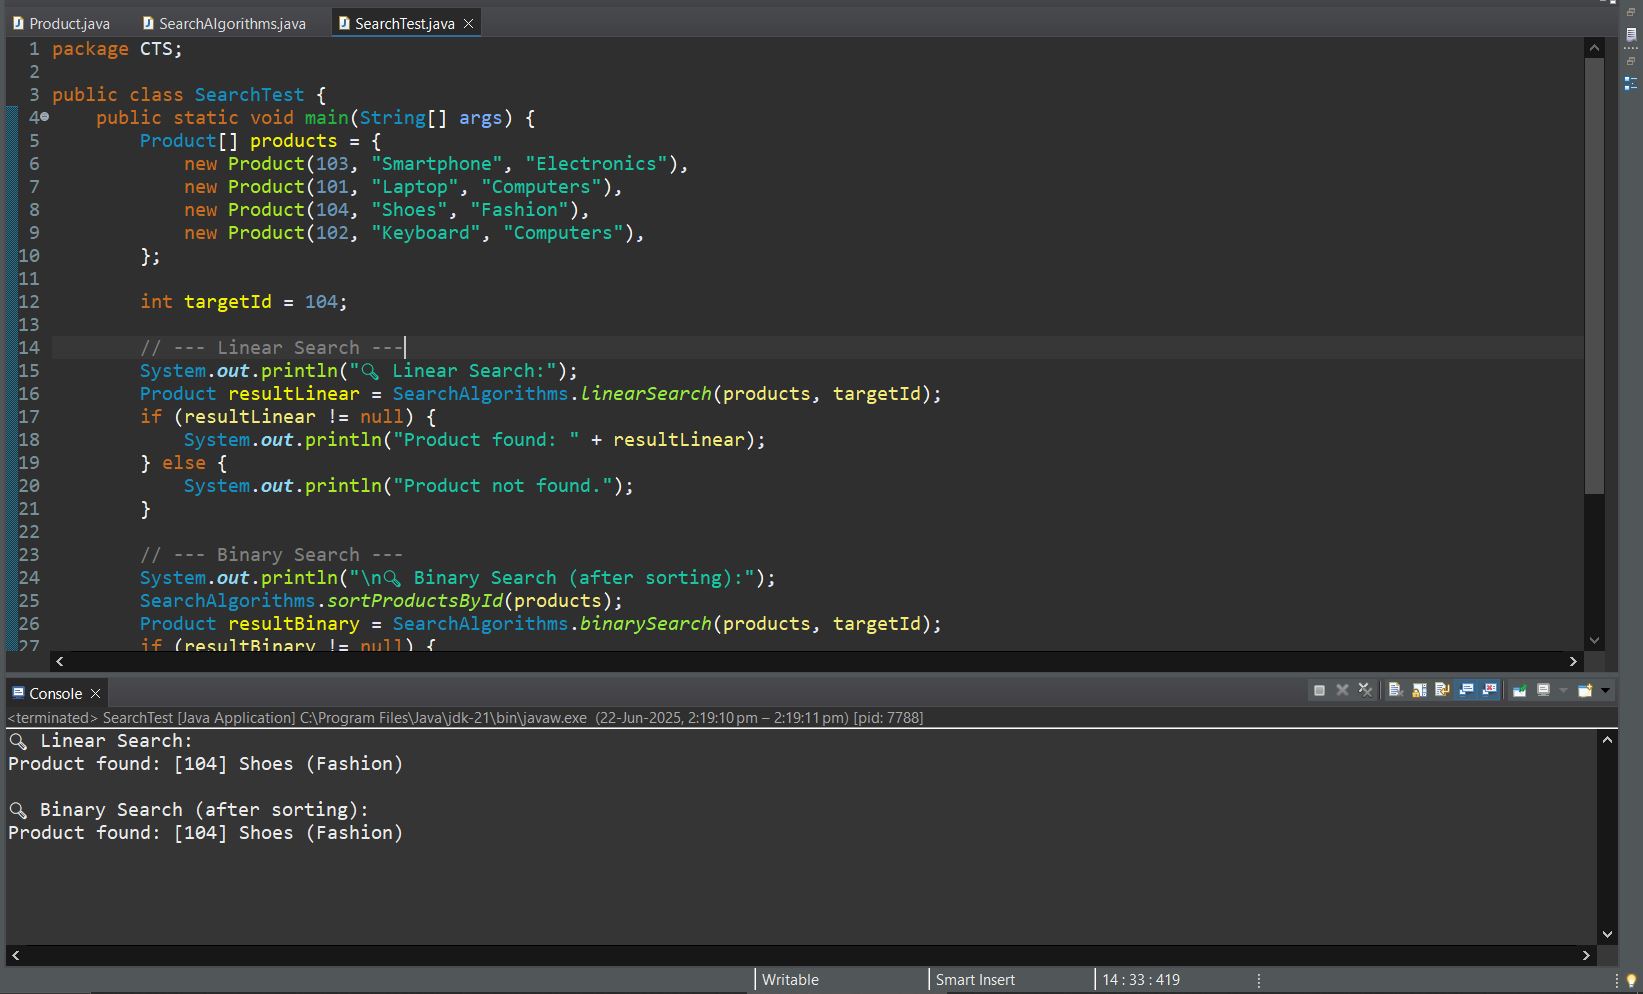 Product.java SearchAlgorithms.java SearchTest.java
1 package CTS;
2
3 public class SearchTest {
4 public static void main(String[] args) {
5 Product[] products = {
6 new Product(103, "Smartphone", "Electronics"),
7 new Product(101, "Laptop", "Computers"),
8 new Product(104, "Shoes", "Fashion"),
9 new Product(102, "Keyboard", "Computers"),
10 };
11
12 int targetId = 104;
13
14 // --- Linear Search ---
15 System.out.println("🔍 Linear Search:");
16 Product resultLinear = SearchAlgorithms.linearSearch(products, targetId);
17 if (resultLinear != null) {
18 System.out.println("Product found: " + resultLinear);
19 } else {
20 System.out.println("Product not found.");
21 }
22
23 // --- Binary Search ---
24 System.out.println("\n🔍 Binary Search (after sorting):");
25 SearchAlgorithms.sortProductsById(products);
26 Product resultBinary = SearchAlgorithms.binarySearch(products, targetId);
27 if (resultBinary != null) {
Console
<terminated> SearchTest [Java Application] C:\Program Files\Java\jdk-21\bin\javaw.exe (22-Jun-2025, 2:19:10 pm – 2:19:11 pm) [pid: 7788]
🔍 Linear Search:
Product found: [104] Shoes (Fashion)

🔍 Binary Search (after sorting):
Product found: [104] Shoes (Fashion)
Writable Smart Insert 14 : 33 : 419